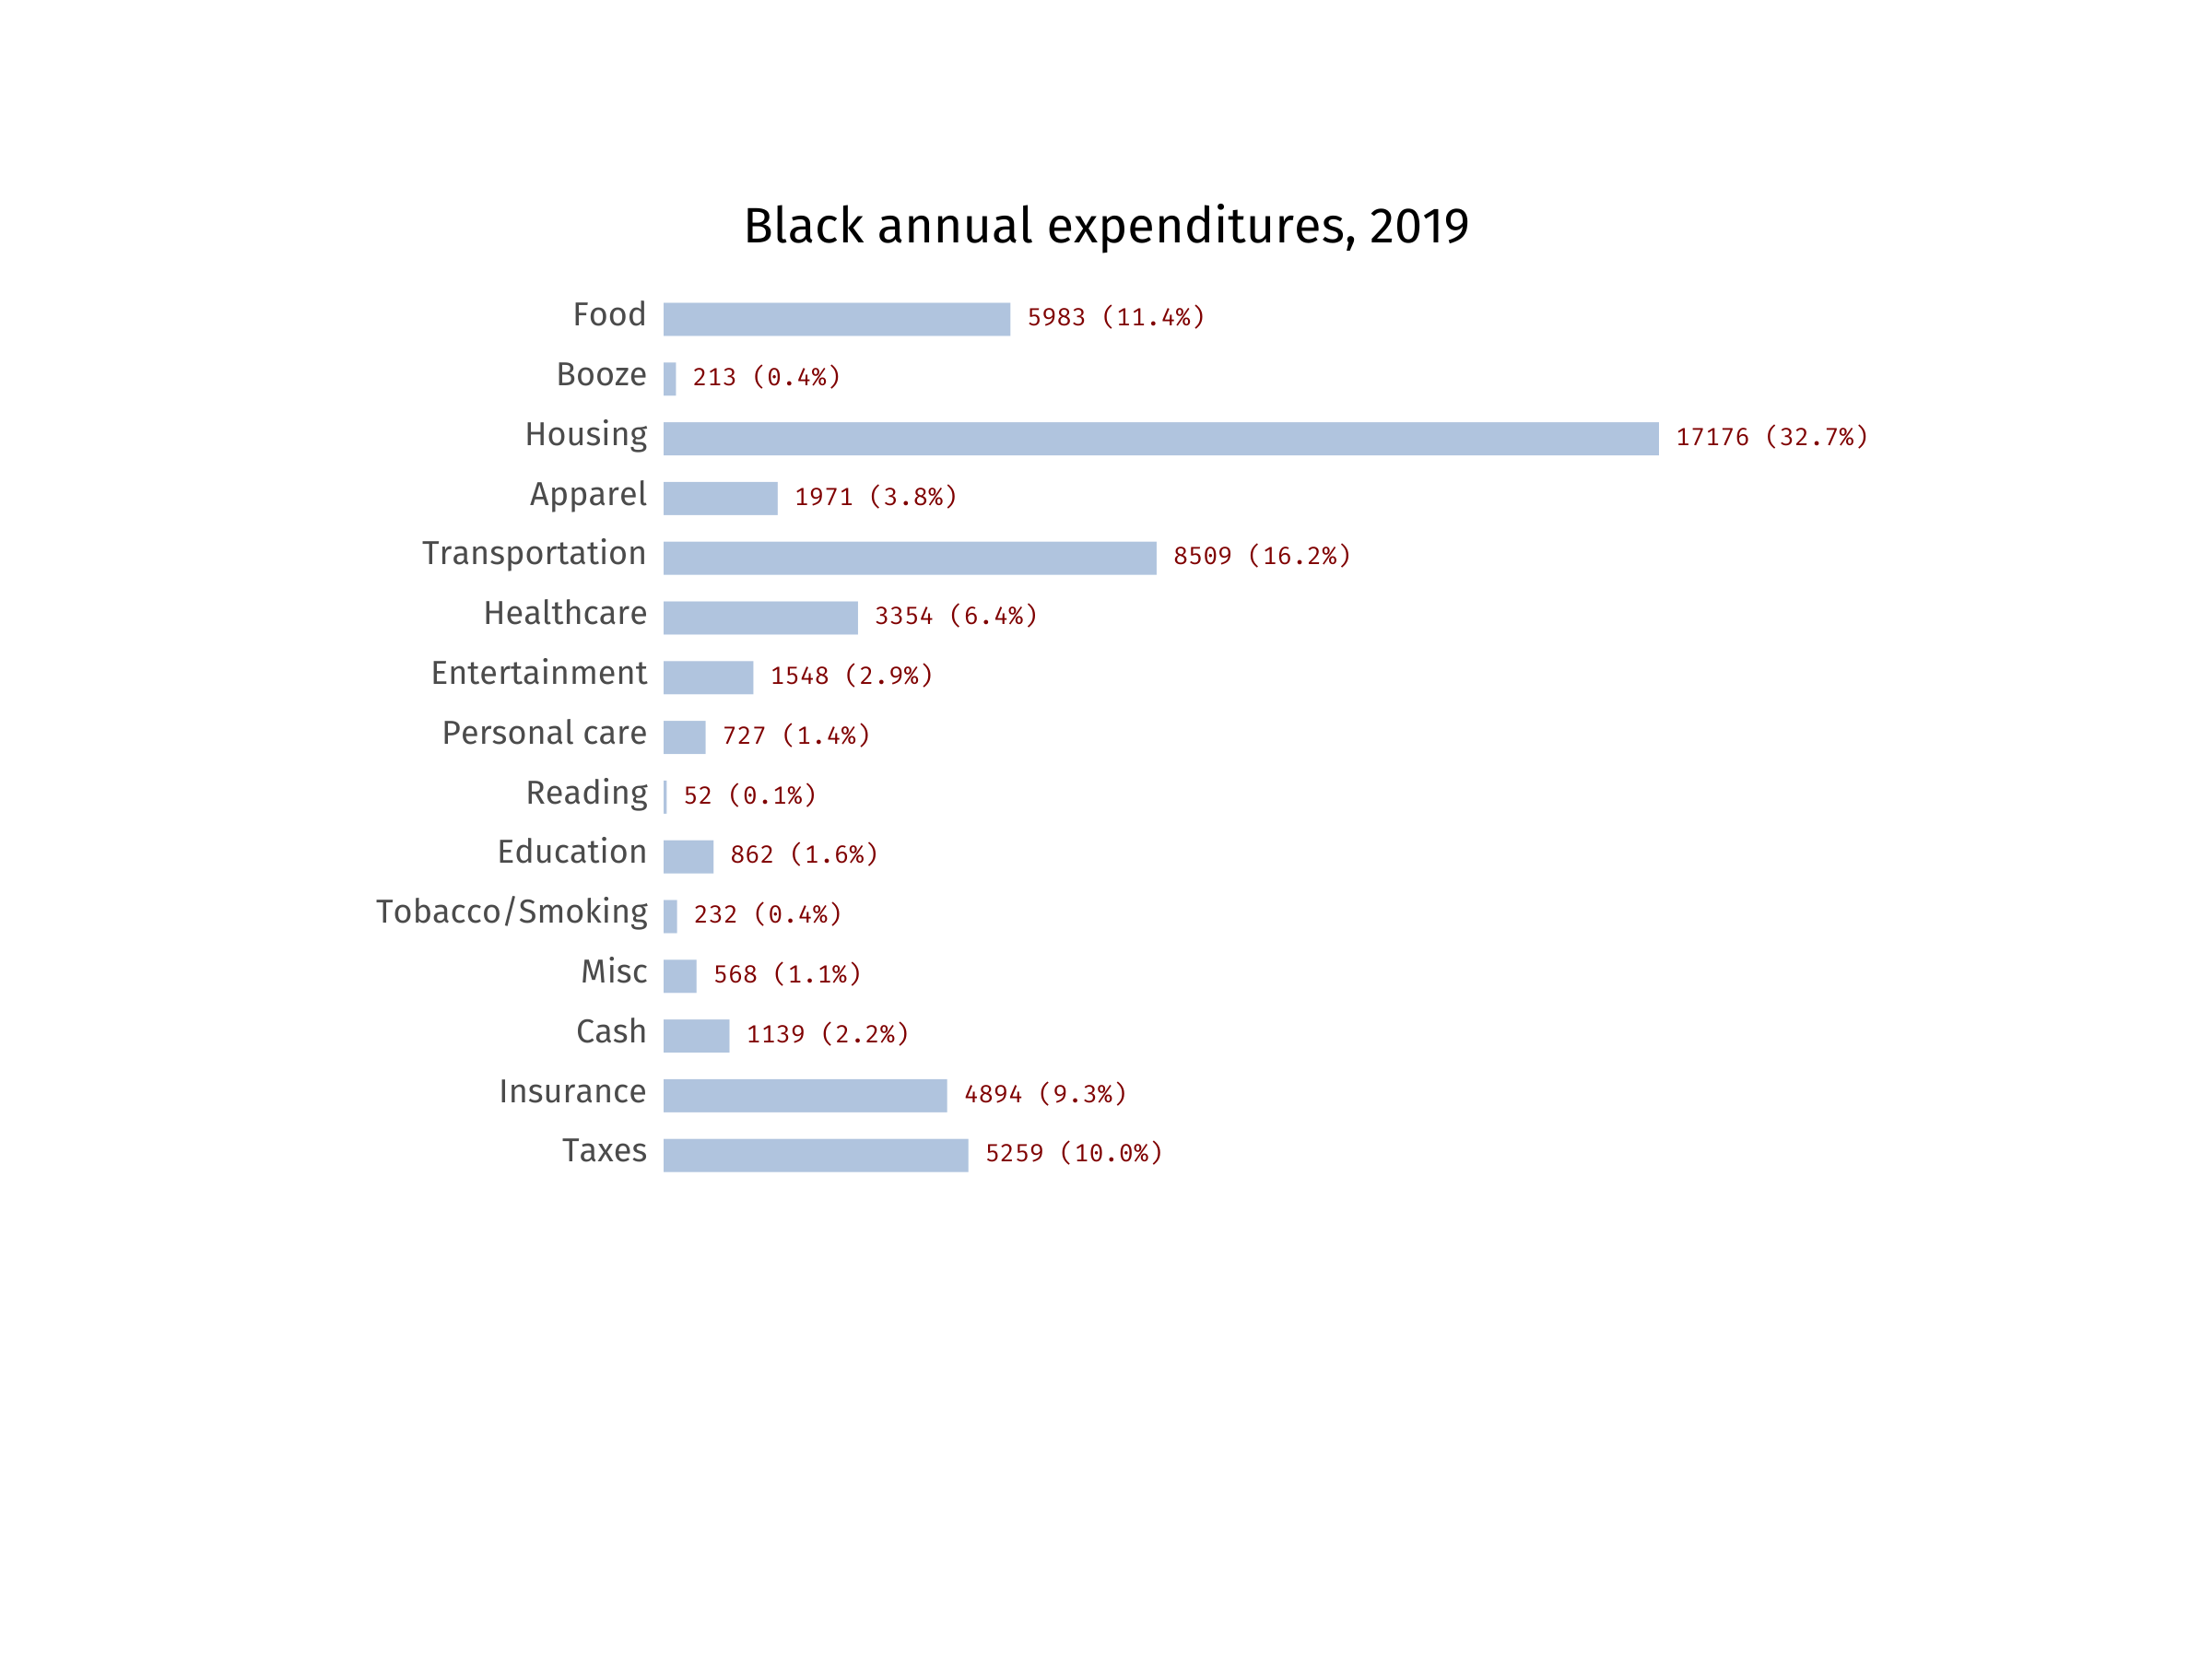 Black annual expenditures, 2019
Food 5983 (11.4%)
Booze 213 (0.4%)
Housing 17176 (32.7%)
Apparel 1971 (3.8%)
Transportation 8509 (16.2%)
Healthcare 3354 (6.4%)
Entertainment 1548 (2.9%)
Personal care 727 (1.4%)
Reading 52 (0.1%)
Education 862 (1.6%)
Tobacco/Smoking 232 (0.4%)
Misc 568 (1.1%)
Cash 1139 (2.2%)
Insurance 4894 (9.3%)
Taxes 5259 (10.0%)